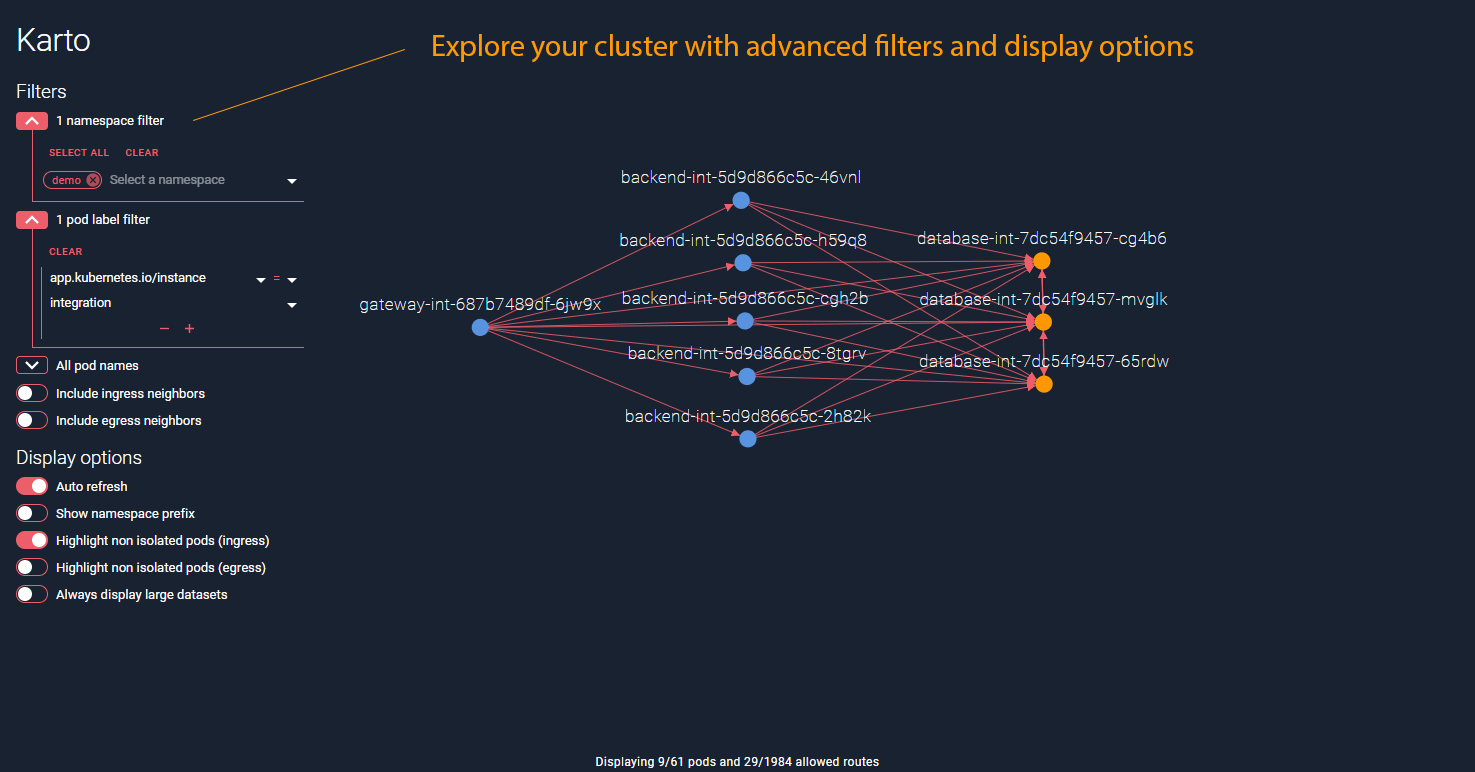 Karto
Explore your cluster with advanced filters and display options
Filters
1 namespace filter
SELECT ALL CLEAR
demo Select a namespace
1 pod label filter
CLEAR
app.kubernetes.io/instance =
integration
− +
All pod names
Include ingress neighbors
Include egress neighbors
Display options
Auto refresh
Show namespace prefix
Highlight non isolated pods (ingress)
Highlight non isolated pods (egress)
Always display large datasets
backend-int-5d9d866c5c-46vnl
backend-int-5d9d866c5c-h59q8
database-int-7dc54f9457-cg4b6
gateway-int-687b7489df-6jw9x
backend-int-5d9d866c5c-cgh2b
database-int-7dc54f9457-mvglk
backend-int-5d9d866c5c-8tgrv
database-int-7dc54f9457-65rdw
backend-int-5d9d866c5c-2h82k
Displaying 9/61 pods and 29/1984 allowed routes